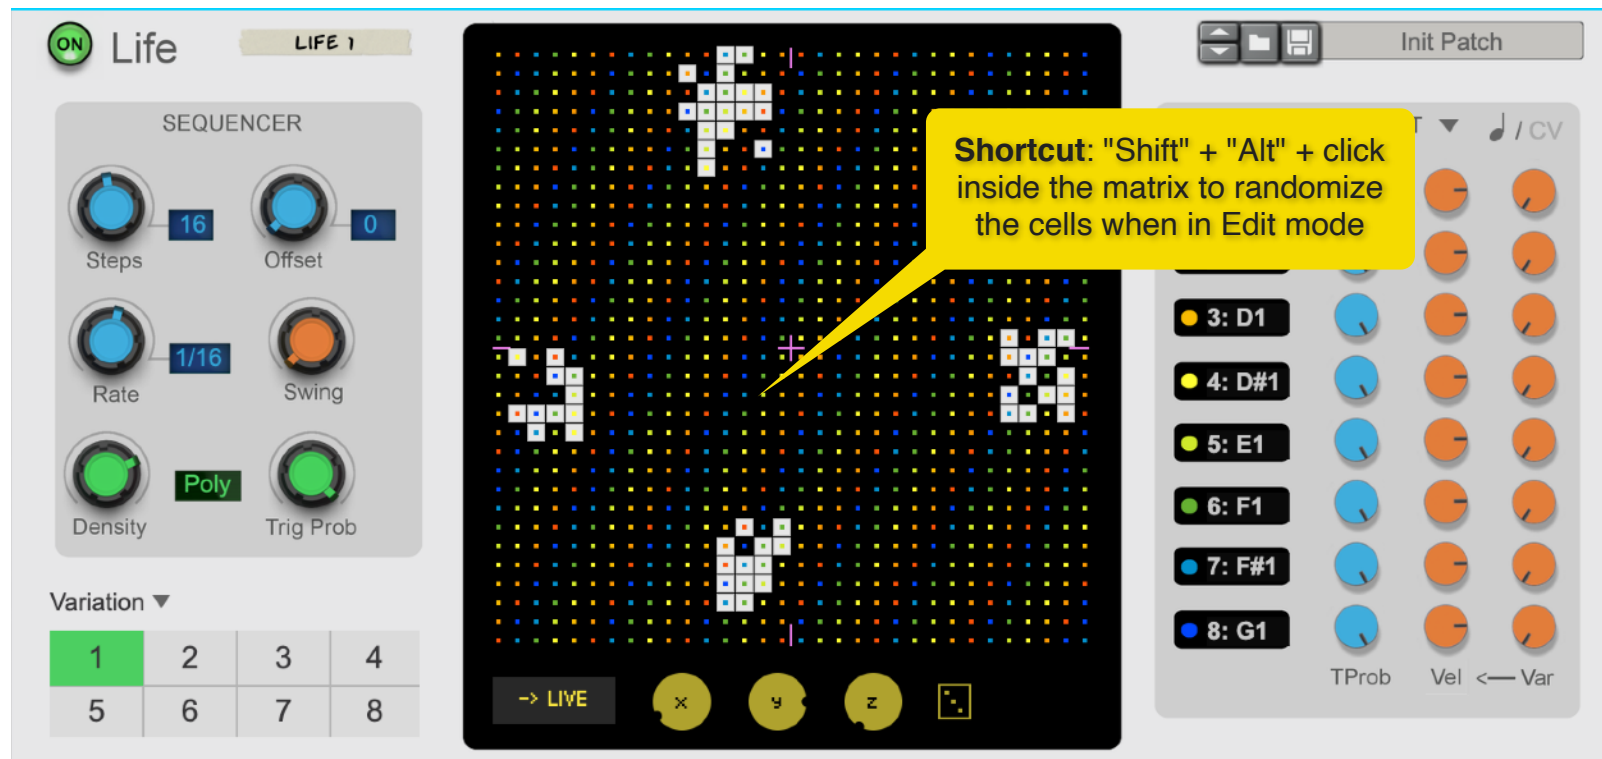 ON
Life
LIFE 1
Init Patch
SEQUENCER
16
Steps
0
Offset
1/16
Rate
Swing
Poly
Density
Trig Prob
Variation
1 2 3 4
5 6 7 8
-> LIVE
x
y
z
Shortcut: "Shift" + "Alt" + click
inside the matrix to randomize
the cells when in Edit mode
/ CV
3: D1
4: D#1
5: E1
6: F1
7: F#1
8: G1
TProb Vel <— Var